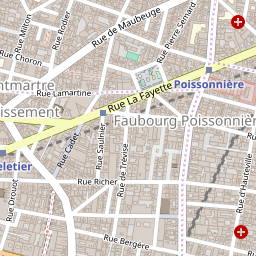 Rue de Maubeuge
Rue Rodier
Rue Milton
Rue Choron
Rue Pierre Semard
Poissonnière
ntmartre
Rue Lamartine
issement
Rue La Fayette
Faubourg Poissonnière
Rue Saulnier
Rue Cadet
eletier
Rue de Trévise
Rue Richer
Rue Drouot
Rue d'Hauteville
Rue Bergère